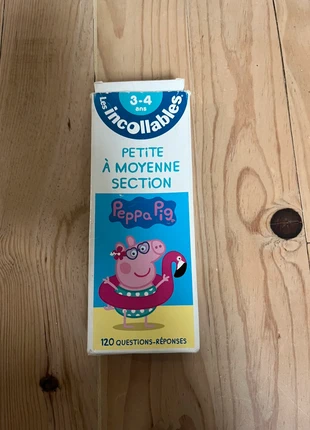 3-4
ans
Les
incollables
PETITE
À MOYENNE
SECTION
Peppa Pig
120 QUESTIONS-RÉPONSES